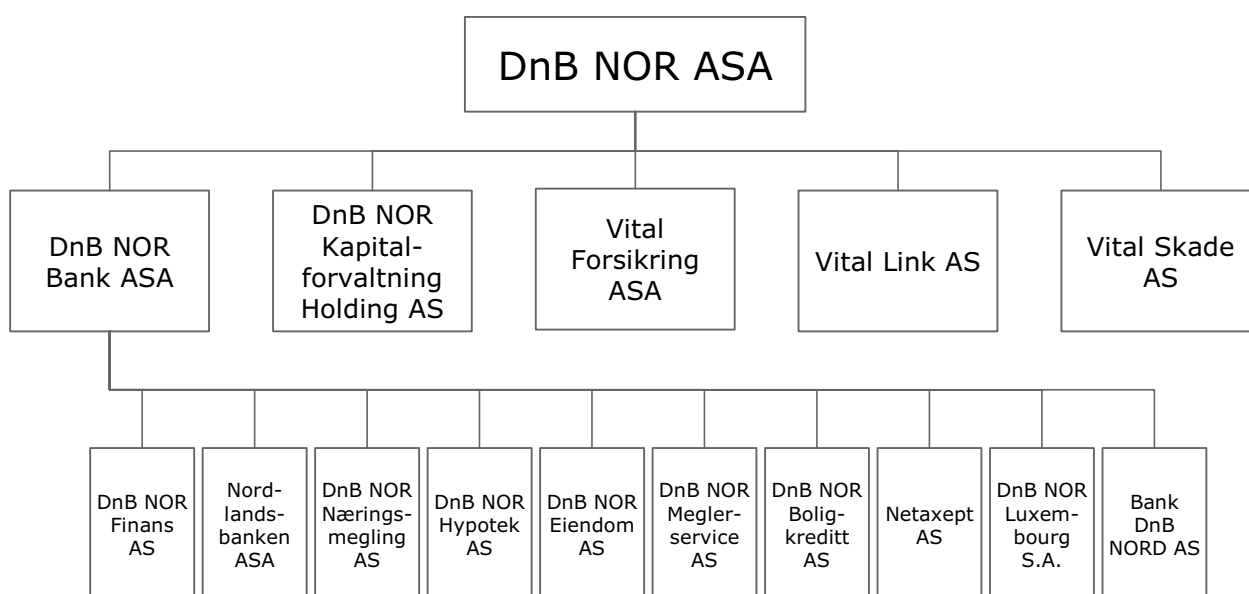 DnB NOR ASA
DnB NOR
Bank ASA
DnB NOR
Kapital-
forvaltning
Holding AS
Vital
Forsikring
ASA
Vital Link AS
Vital Skade
AS
DnB NOR
Finans
AS
Nord-
lands-
banken
ASA
DnB NOR
Nærings-
megling
AS
DnB NOR
Hypotek
AS
DnB NOR
Eiendom
AS
DnB NOR
Megler-
service
AS
DnB NOR
Bolig-
kreditt
AS
Netaxept
AS
DnB NOR
Luxem-
bourg
S.A.
Bank
DnB
NORD AS